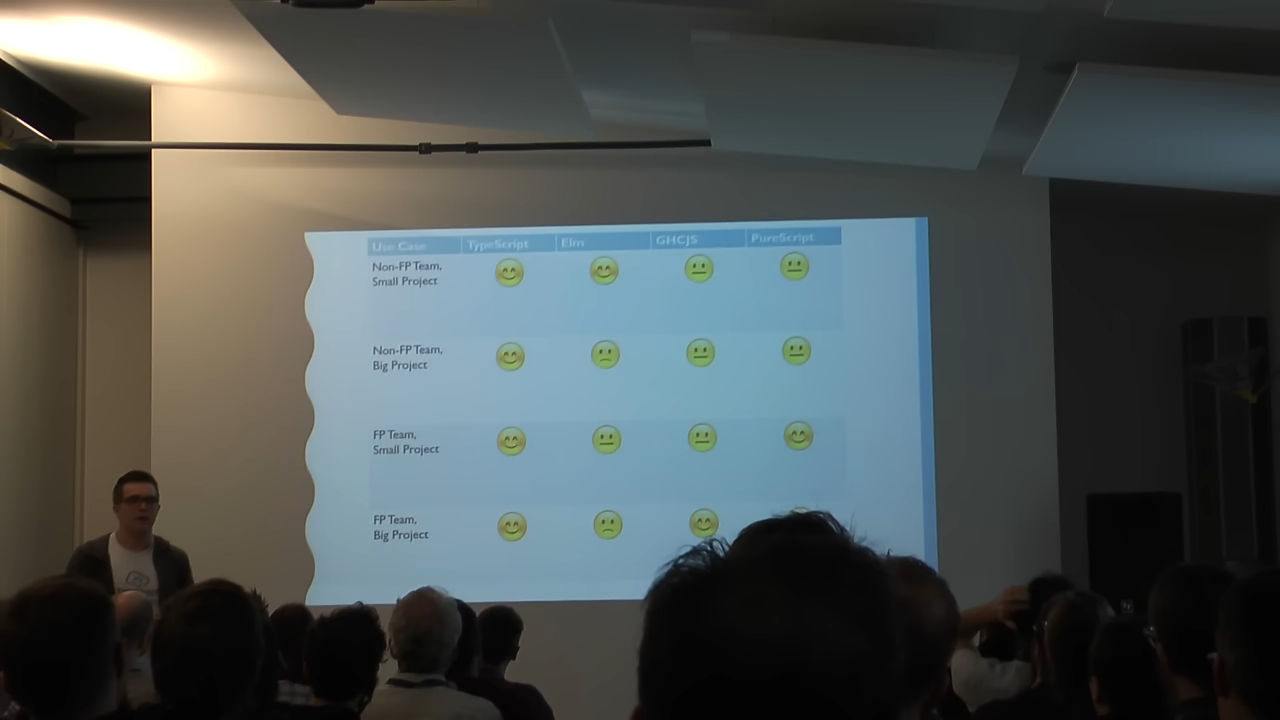 Use Case TypeScript Elm GHCJS PureScript
Non-FP Team,
Small Project
Non-FP Team,
Big Project
FP Team,
Small Project
FP Team,
Big Project